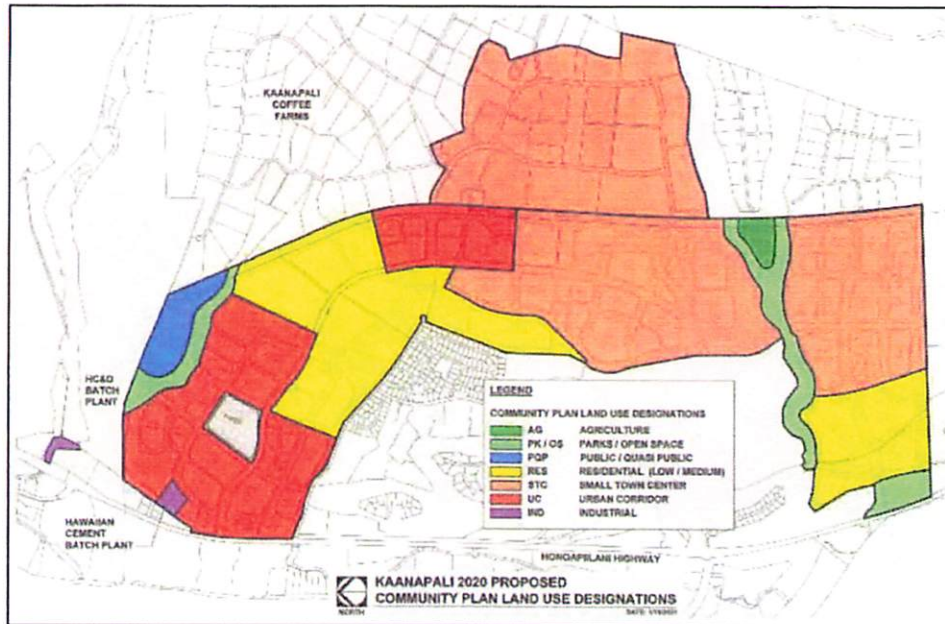 KAANAPALI
COFFEE
FARMS
HC&D
BATCH
PLANT
HAWAIIAN
CEMENT
BATCH PLANT
LEGEND
COMMUNITY PLAN LAND USE DESIGNATIONS
AG AGRICULTURE
PK / OS PARKS / OPEN SPACE
PQP PUBLIC / QUASI PUBLIC
RES RESIDENTIAL (LOW / MEDIUM)
STC SMALL TOWN CENTER
UC URBAN CORRIDOR
IND INDUSTRIAL
HONOAPIILANI HIGHWAY
KAANAPALI 2020 PROPOSED
COMMUNITY PLAN LAND USE DESIGNATIONS
NORTH
DATE: